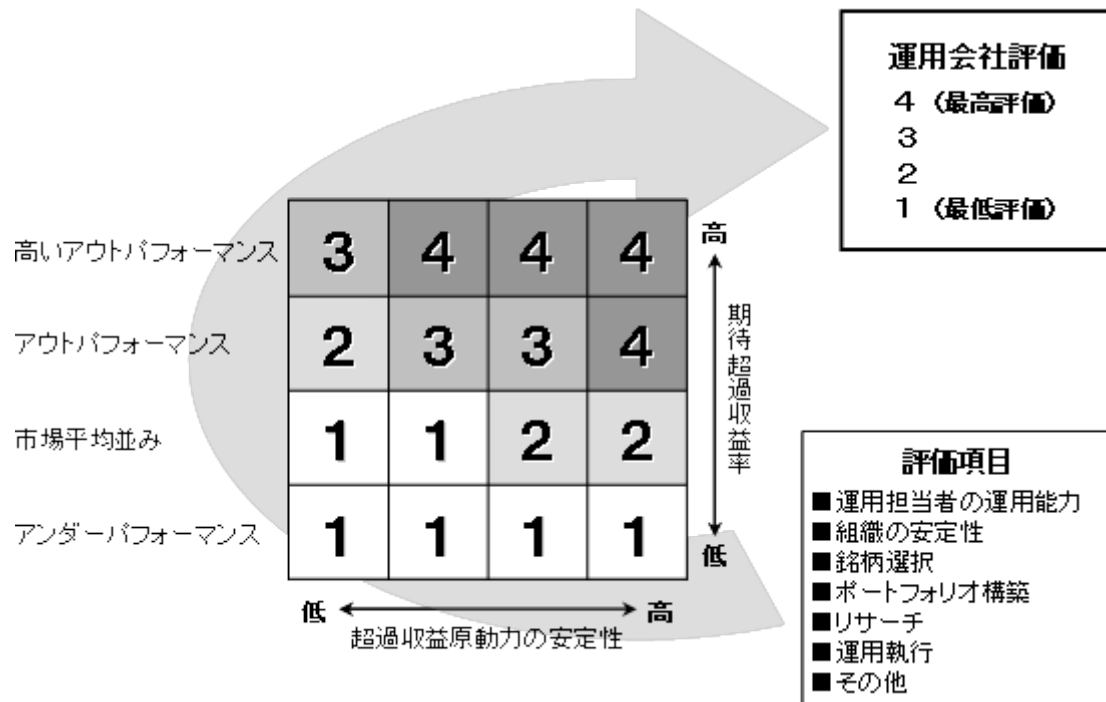 運用会社評価
4 (最高評価)
3
2
1 (最低評価)
高いアウトパフォーマンス 3 4 4 4
アウトパフォーマンス 2 3 3 4
市場平均並み 1 1 2 2
アンダーパフォーマンス 1 1 1 1
高
期待超過収益率
低
低 高
超過収益原動力の安定性
評価項目
■運用担当者の運用能力
■組織の安定性
■銘柄選択
■ポートフォリオ構築
■リサーチ
■運用執行
■その他